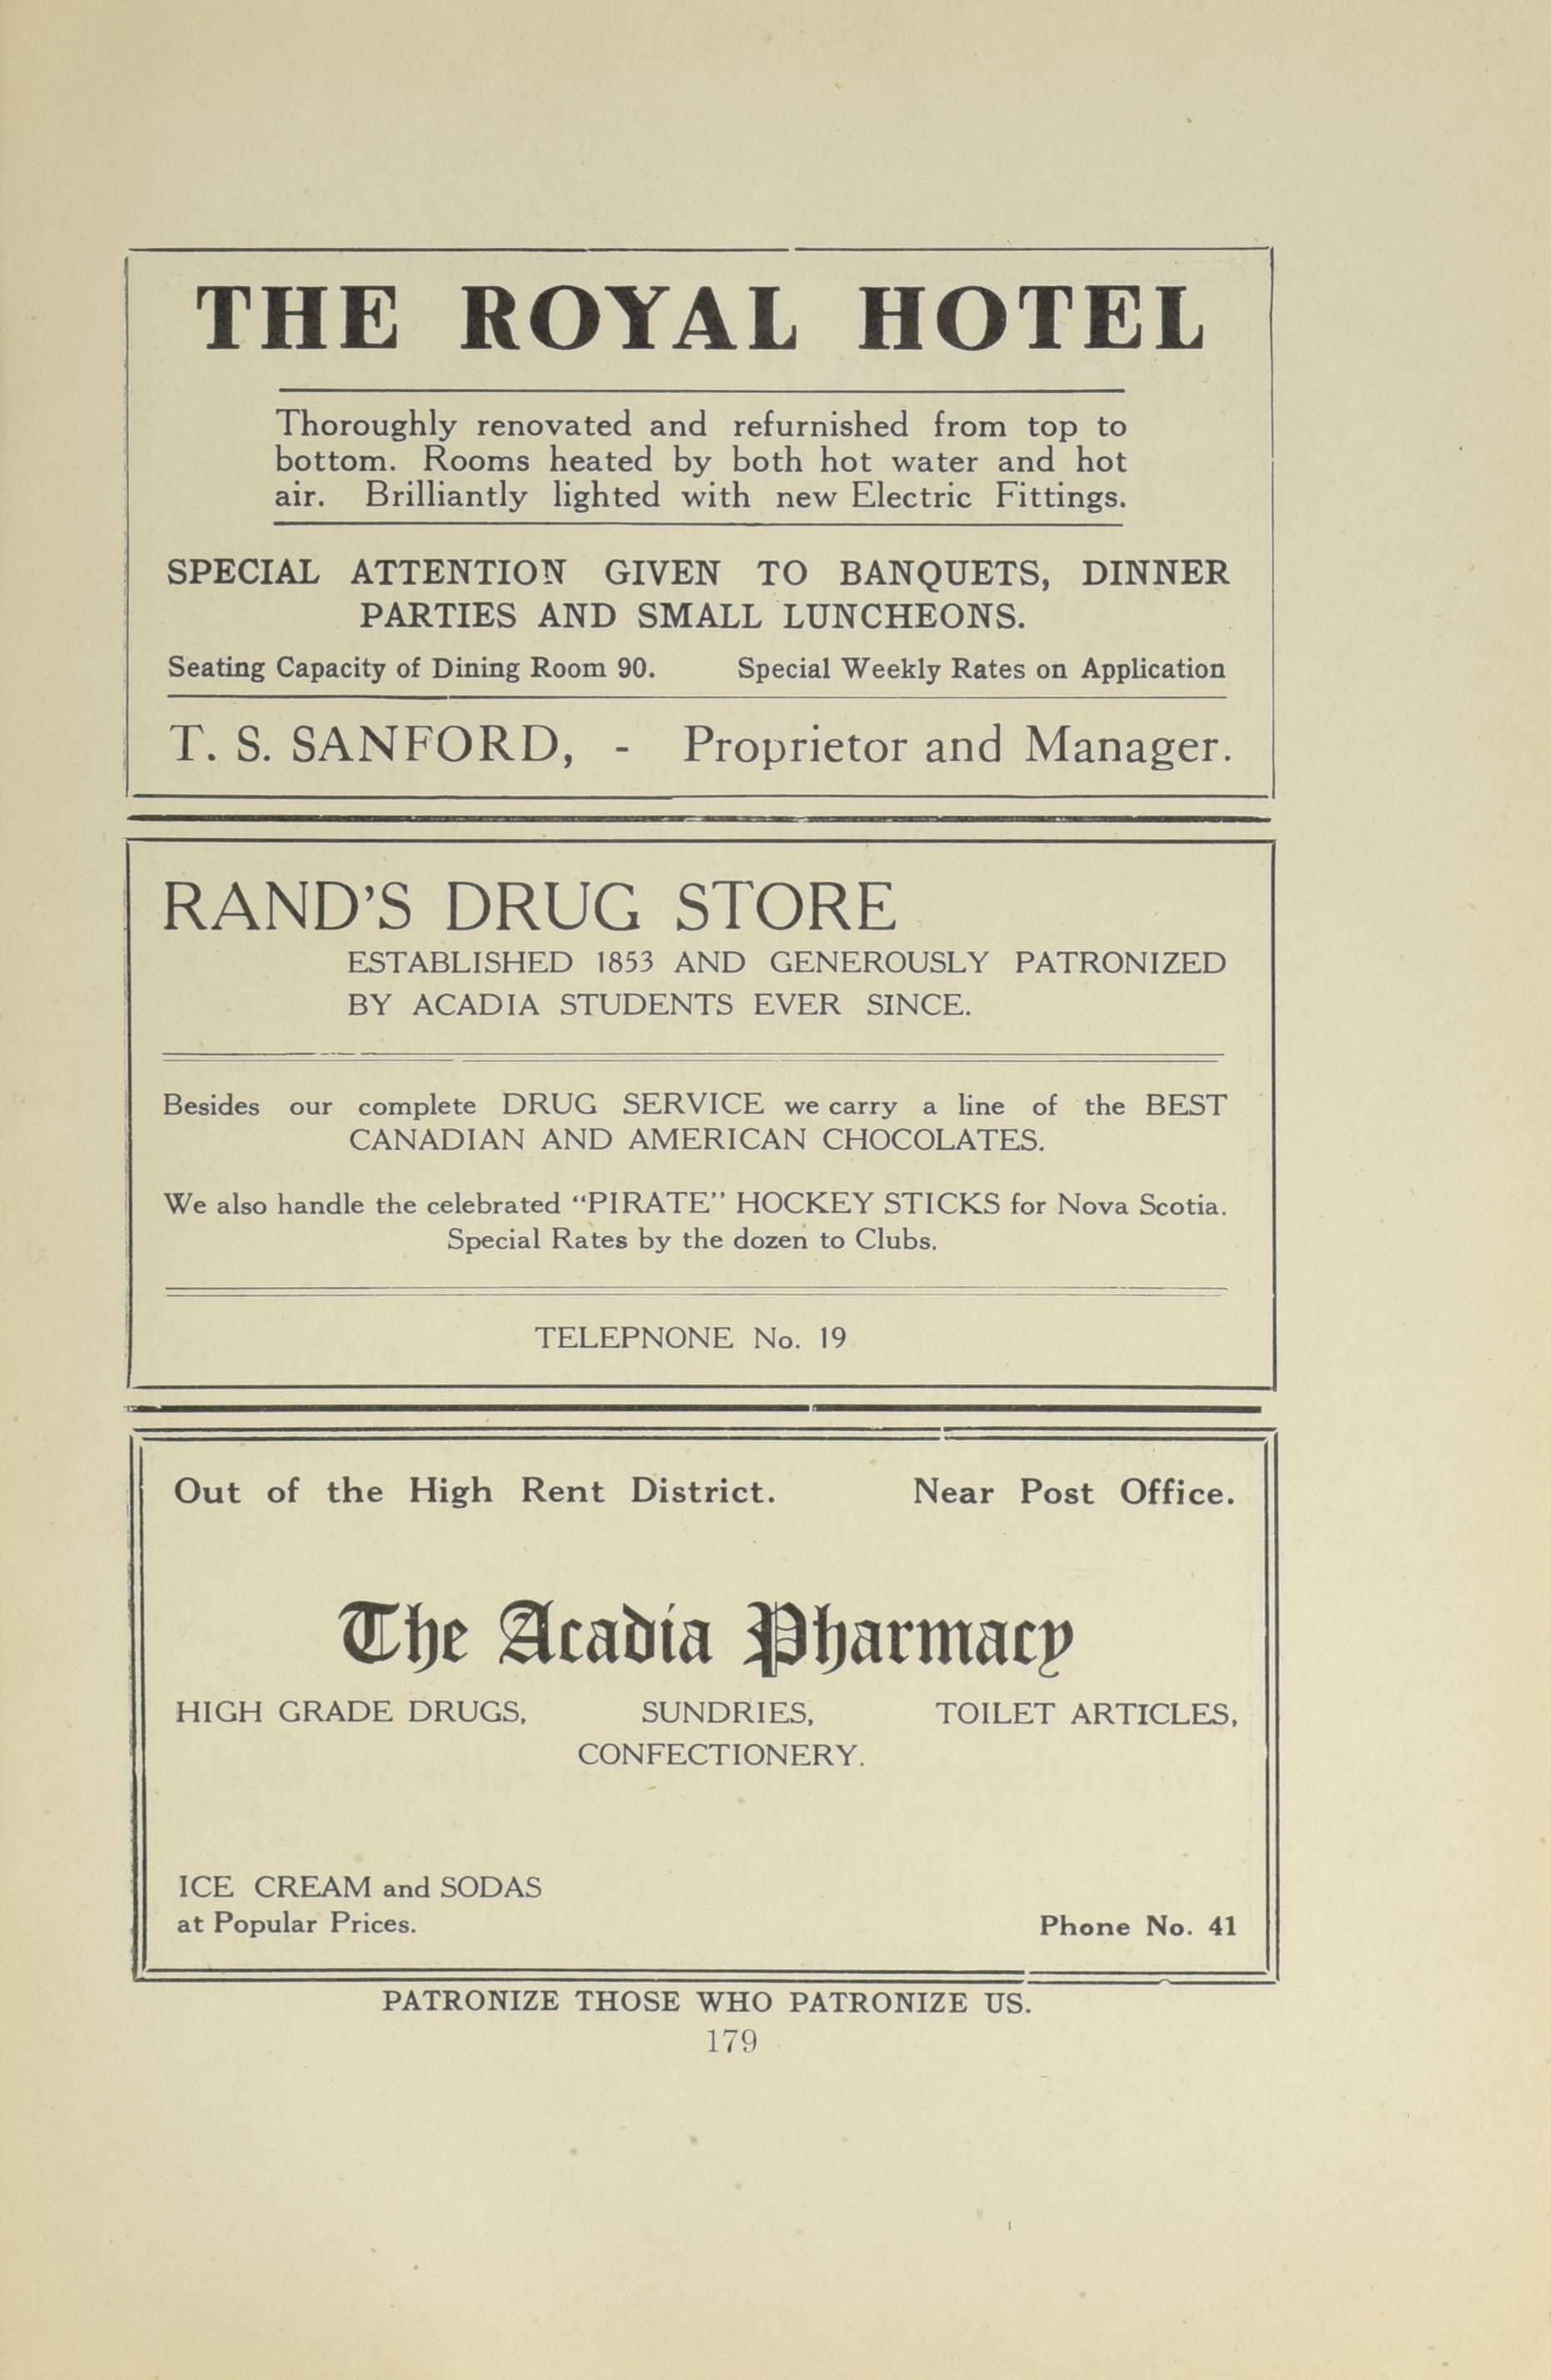 THE ROYAL HOTEL
Thoroughly renovated and refurnished from top to
bottom. Rooms heated by both hot water and hot
air. Brilliantly lighted with new Electric Fittings.
SPECIAL ATTENTION GIVEN TO BANQUETS, DINNER
PARTIES AND SMALL LUNCHEONS.
Seating Capacity of Dining Room 90. Special Weekly Rates on Application
T. S. SANFORD, - Proprietor and Manager.
RAND'S DRUG STORE
ESTABLISHED 1853 AND GENEROUSLY PATRONIZED
BY ACADIA STUDENTS EVER SINCE.
Besides our complete DRUG SERVICE we carry a line of the BEST
CANADIAN AND AMERICAN CHOCOLATES.
We also handle the celebrated "PIRATE" HOCKEY STICKS for Nova Scotia.
Special Rates by the dozen to Clubs.
TELEPNONE No. 19
Out of the High Rent District. Near Post Office.
The Acadia Pharmacy
HIGH GRADE DRUGS, SUNDRIES, TOILET ARTICLES,
CONFECTIONERY.
ICE CREAM and SODAS
at Popular Prices. Phone No. 41
PATRONIZE THOSE WHO PATRONIZE US.
179